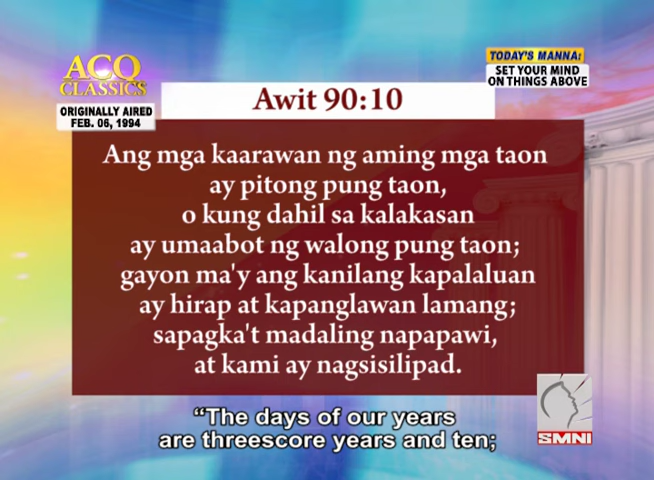 ACQ
CLASSICS
ORIGINALLY AIRED
FEB. 06, 1994
TODAY'S MANNA:
SET YOUR MIND
ON THINGS ABOVE
Awit 90:10
Ang mga kaarawan ng aming mga taon
ay pitong pung taon,
o kung dahil sa kalakasan
ay umaabot ng walong pung taon;
gayon ma'y ang kanilang kapalaluan
ay hirap at kapanglawan lamang;
sapagka't madaling napapawi,
at kami ay nagsisilipad.
SMNI
“The days of our years
are threescore years and ten;